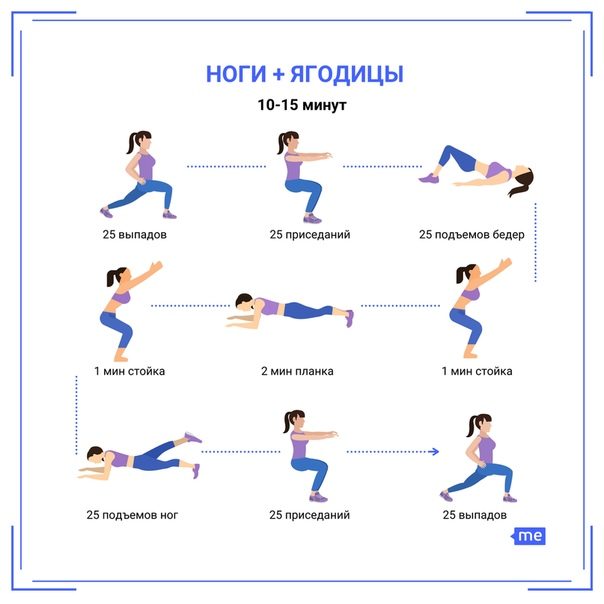 НОГИ + ЯГОДИЦЫ
10-15 минут
25 выпадов
25 приседаний
25 подъемов бедер
1 мин стойка
2 мин планка
1 мин стойка
25 подъемов ног
25 приседаний
25 выпадов
me